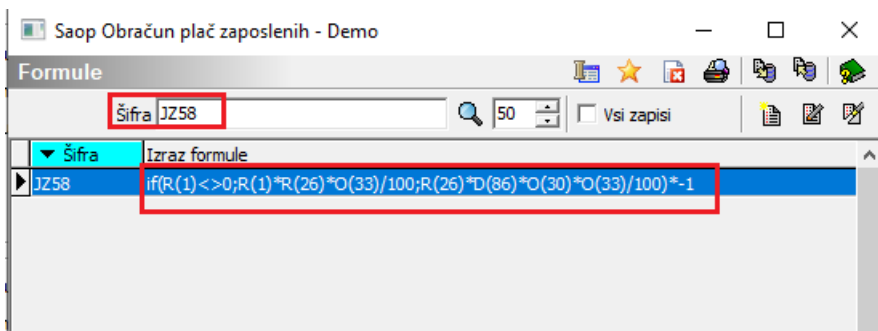 Saop Obračun plač zaposlenih - Demo
Formule
Šifra JZ58 50 Vsi zapisi
Šifra Izraz formule
JZ58 if(R(1)<>0;R(1)*R(26)*O(33)/100;R(26)*D(86)*O(30)*O(33)/100)*-1